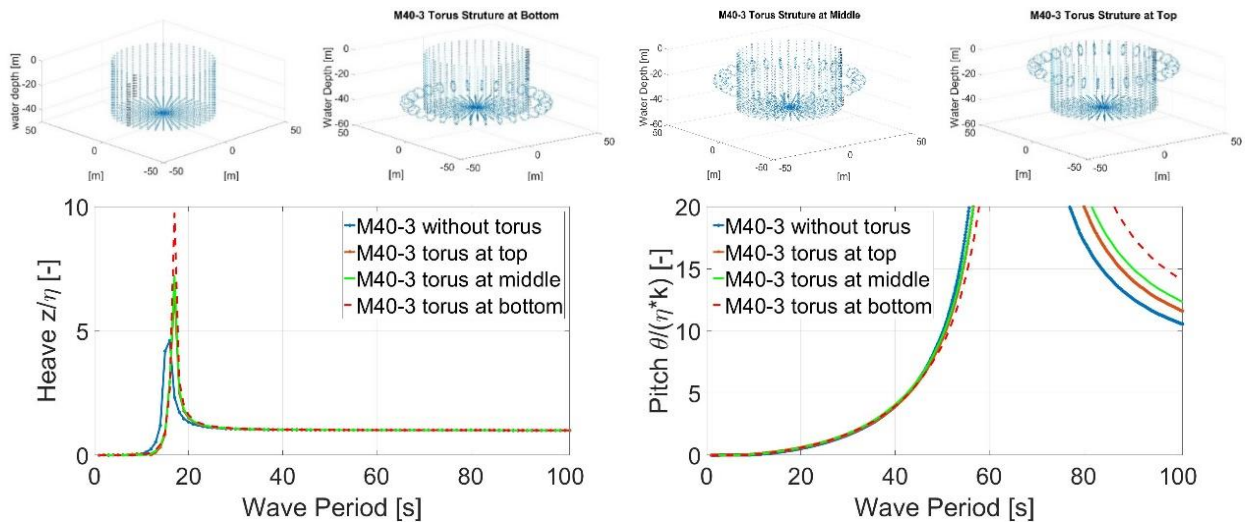 M40-3 Torus Struture at Bottom
M40-3 Torus Struture at Middle
M40-3 Torus Struture at Top
water depth [m]
0
-20
-40
50
0
-50
-50
0
50
[m]
[m]
Water Depth [m]
0
-20
-40
-60
50
0
-50
-50
0
50
[m]
[m]
Water Depth [m]
0
-20
-40
-60
50
0
-50
-50
0
50
[m]
[m]
Water Depth [m]
0
-20
-40
-60
50
0
-50
-50
0
50
[m]
[m]
Heave z/η [-]
10
5
0
M40-3 without torus
M40-3 torus at top
M40-3 torus at middle
M40-3 torus at bottom
0 20 40 60 80 100
Wave Period [s]
Pitch θ/(η*k) [-]
20
15
10
5
0
M40-3 without torus
M40-3 torus at top
M40-3 torus at middle
M40-3 torus at bottom
0 20 40 60 80 100
Wave Period [s]